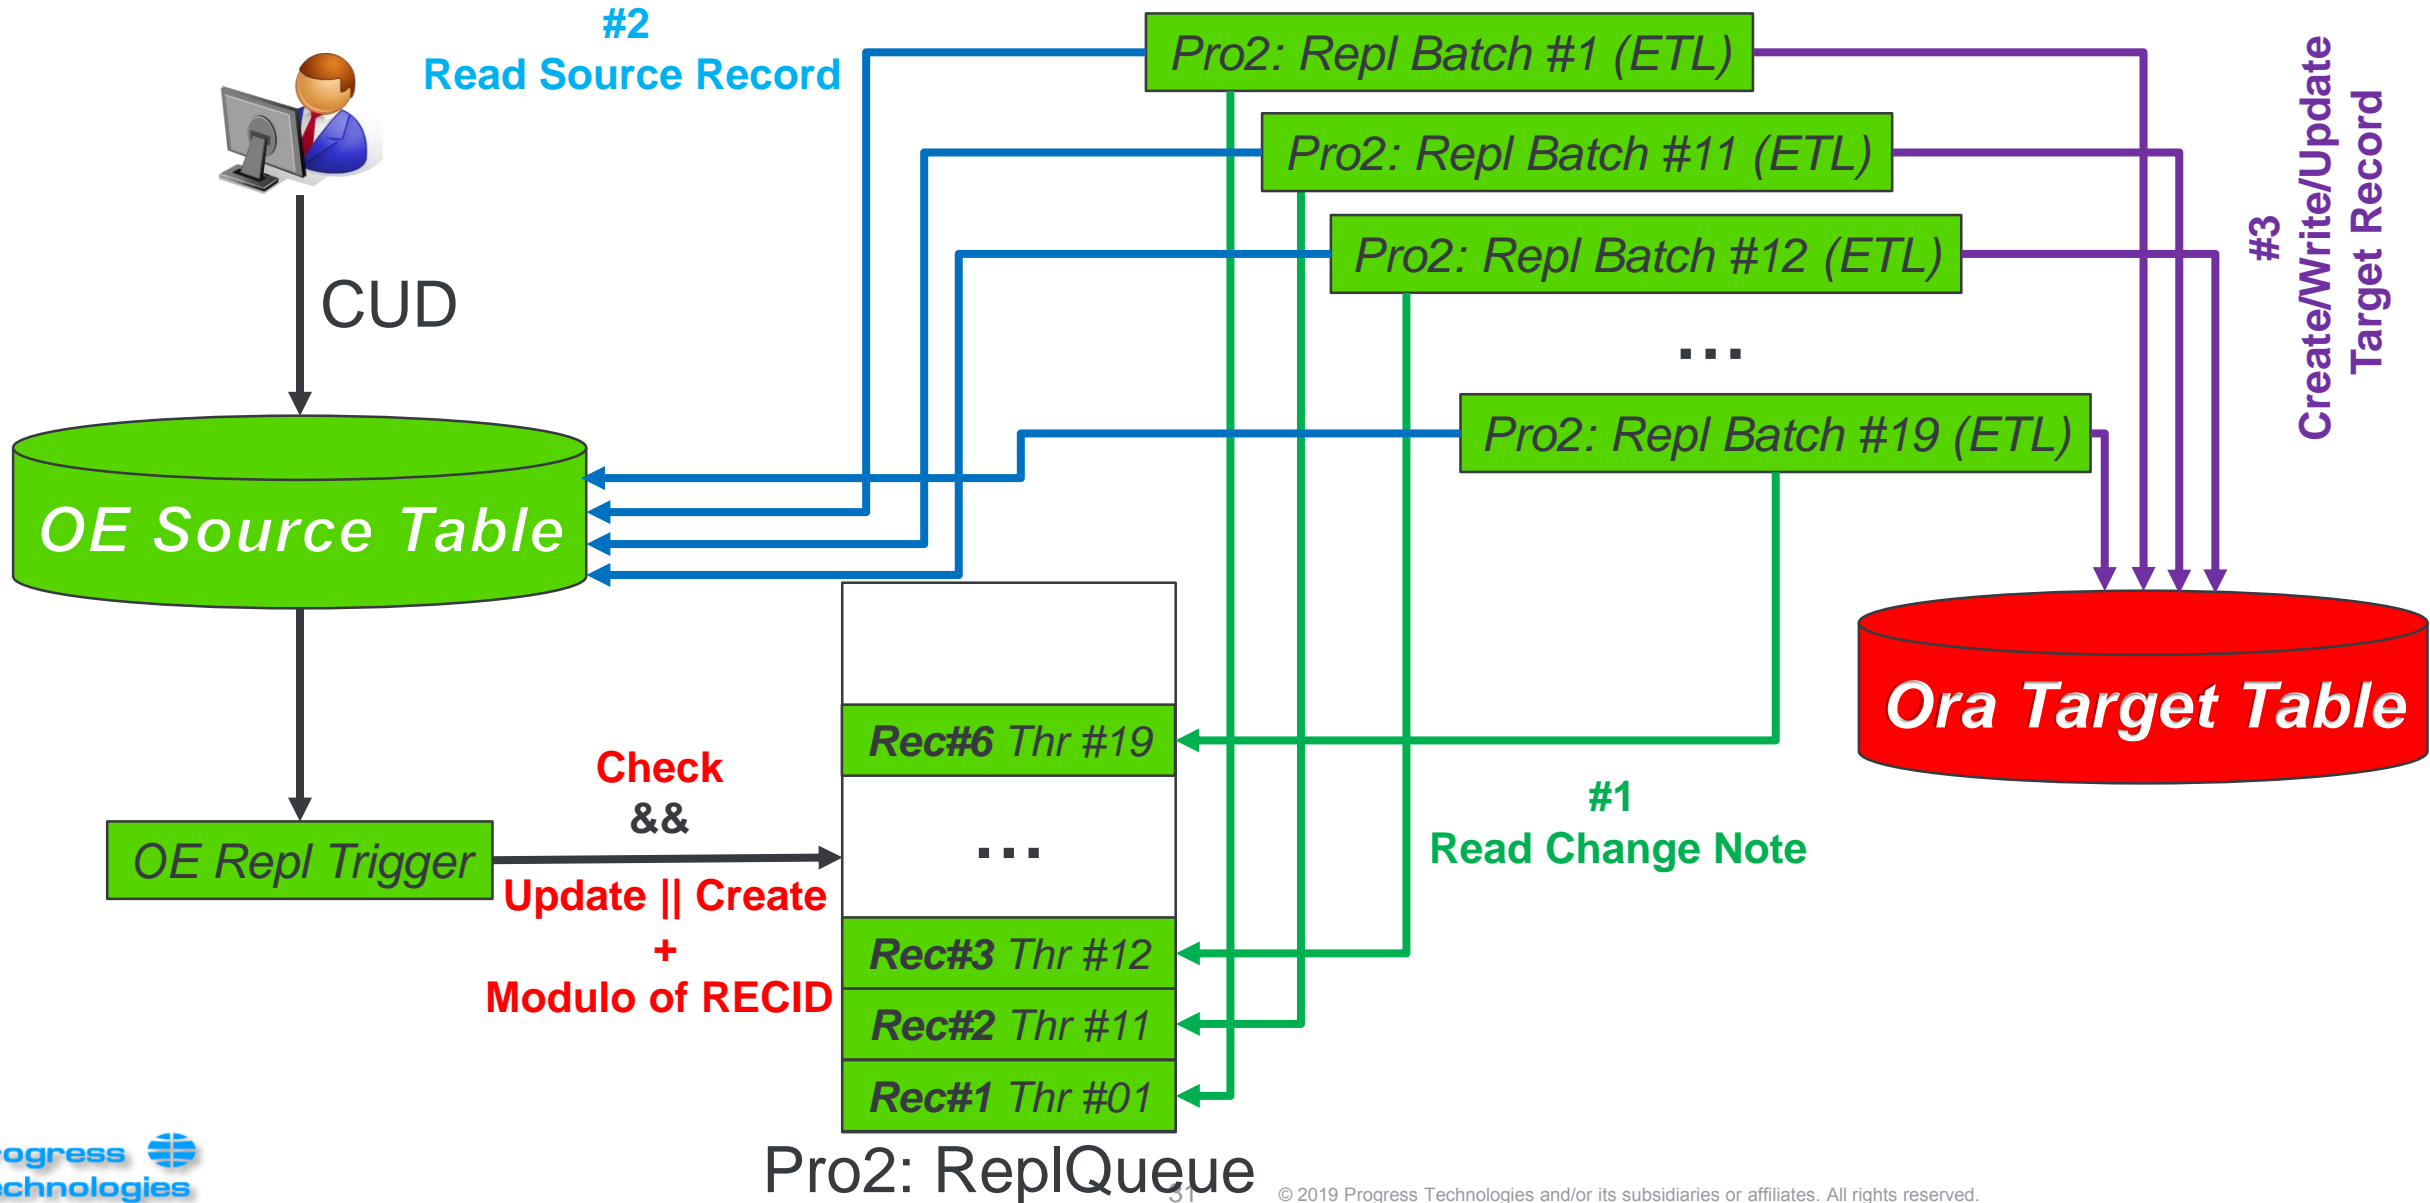 #2
Read Source Record
Pro2: Repl Batch #1 (ETL)
Pro2: Repl Batch #11 (ETL)
Pro2: Repl Batch #12 (ETL)
...
Pro2: Repl Batch #19 (ETL)
#3
Create/Write/Update
Target Record
CUD
OE Source Table
Ora Target Table
OE Repl Trigger
Check
&&
Update || Create
+
Modulo of RECID
Rec#6 Thr #19
...
Rec#3 Thr #12
Rec#2 Thr #11
Rec#1 Thr #01
#1
Read Change Note
Pro2: ReplQueue
rogress
echnologies
31
© 2019 Progress Technologies and/or its subsidiaries or affiliates. All rights reserved.